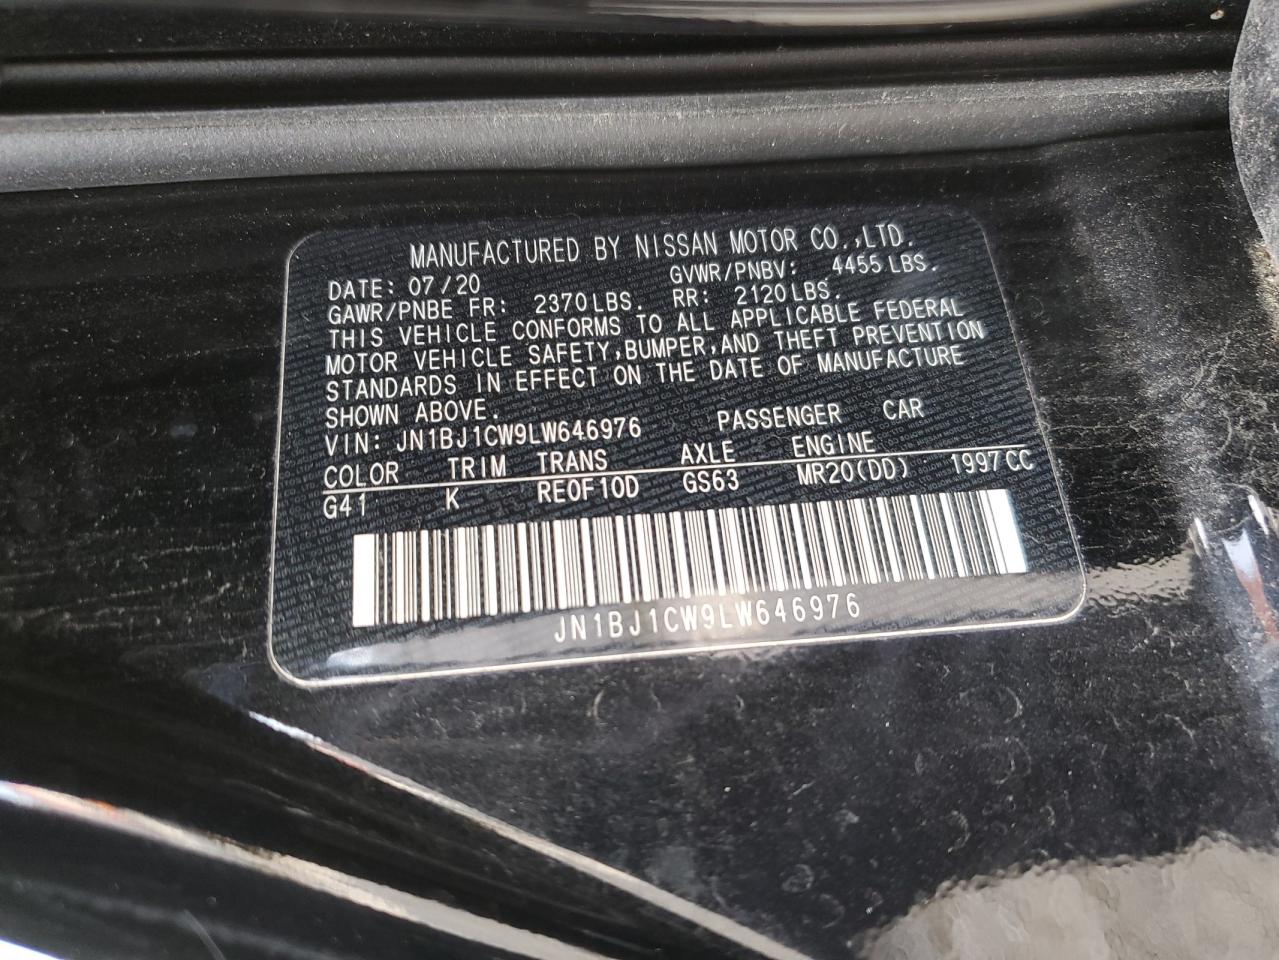 MANUFACTURED BY NISSAN MOTOR CO.,LTD.
DATE: 07/20 GVWR/PNBV: 4455 LBS.
GAWR/PNBE FR: 2370 LBS. RR: 2120 LBS.
THIS VEHICLE CONFORMS TO ALL APPLICABLE FEDERAL
MOTOR VEHICLE SAFETY,BUMPER,AND THEFT PREVENTION
STANDARDS IN EFFECT ON THE DATE OF MANUFACTURE
SHOWN ABOVE.
VIN: JN1BJ1CW9LW646976 PASSENGER CAR
COLOR TRIM TRANS AXLE ENGINE
G41 K REOF10D GS63 MR20(DD) 1997CC
JN1BJ1CW9LW646976